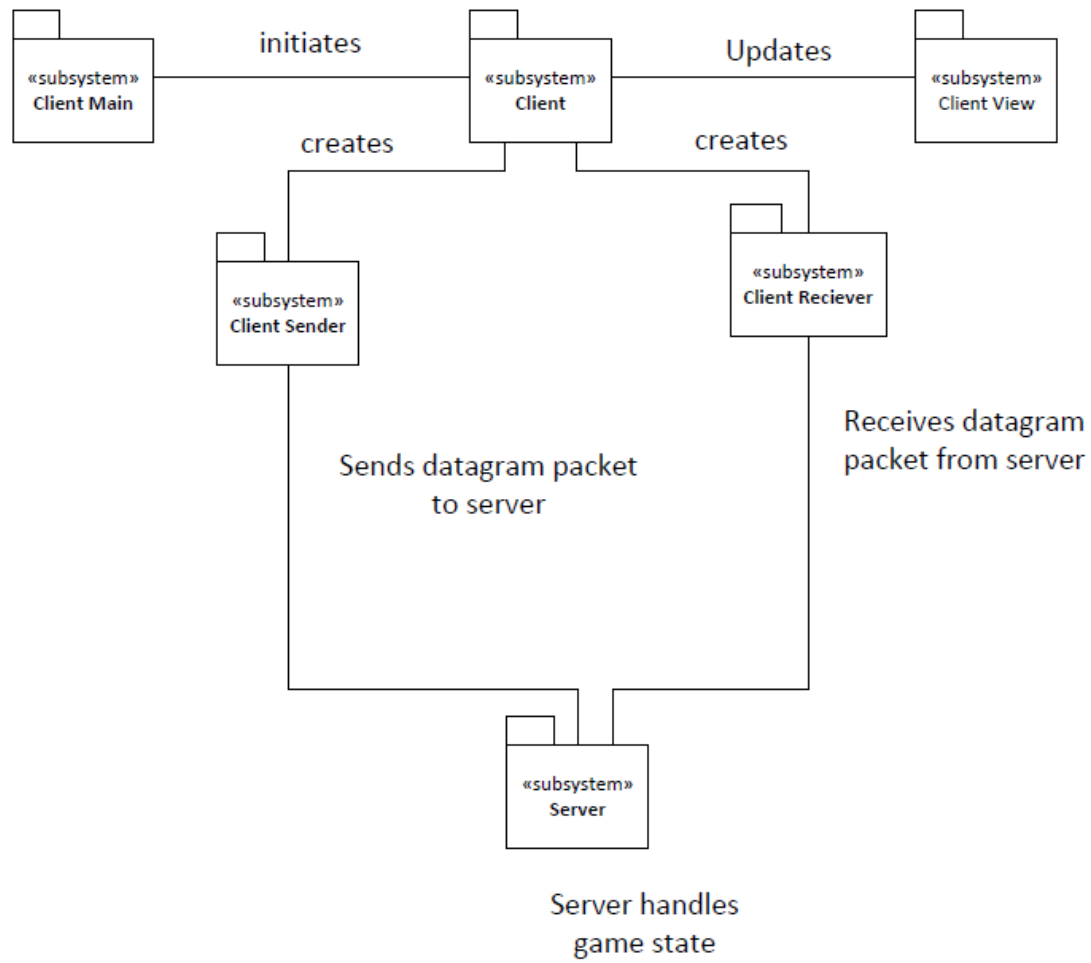 initiates
Updates
«subsystem»
Client Main
«subsystem»
Client
«subsystem»
Client View
creates
creates
«subsystem»
Client Sender
«subsystem»
Client Reciever
Receives datagram
packet from server
Sends datagram packet
to server
«subsystem»
Server
Server handles
game state